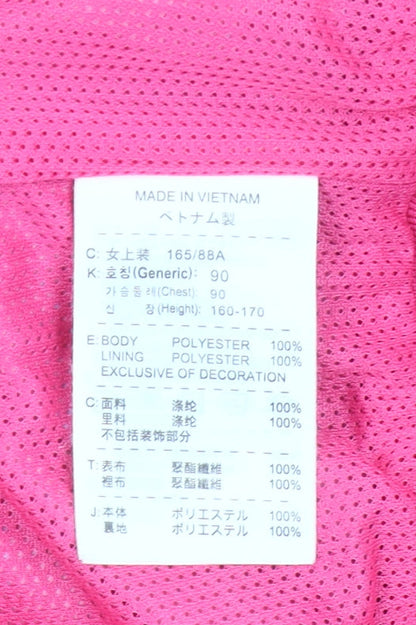 MADE IN VIETNAM
ベトナム製
C: 女上装 165/88A
K: 호칭(Generic): 90
가슴둘레(Chest): 90
신 장(Height): 160-170
E: BODY POLYESTER 100%
LINING POLYESTER 100%
EXCLUSIVE OF DECORATION
C: 面料 涤纶 100%
里料 涤纶 100%
不包括装饰部分
T: 表布 聚酯纖維 100%
裡布 聚酯纖維 100%
J: 本体 ポリエステル 100%
裏地 ポリエステル 100%